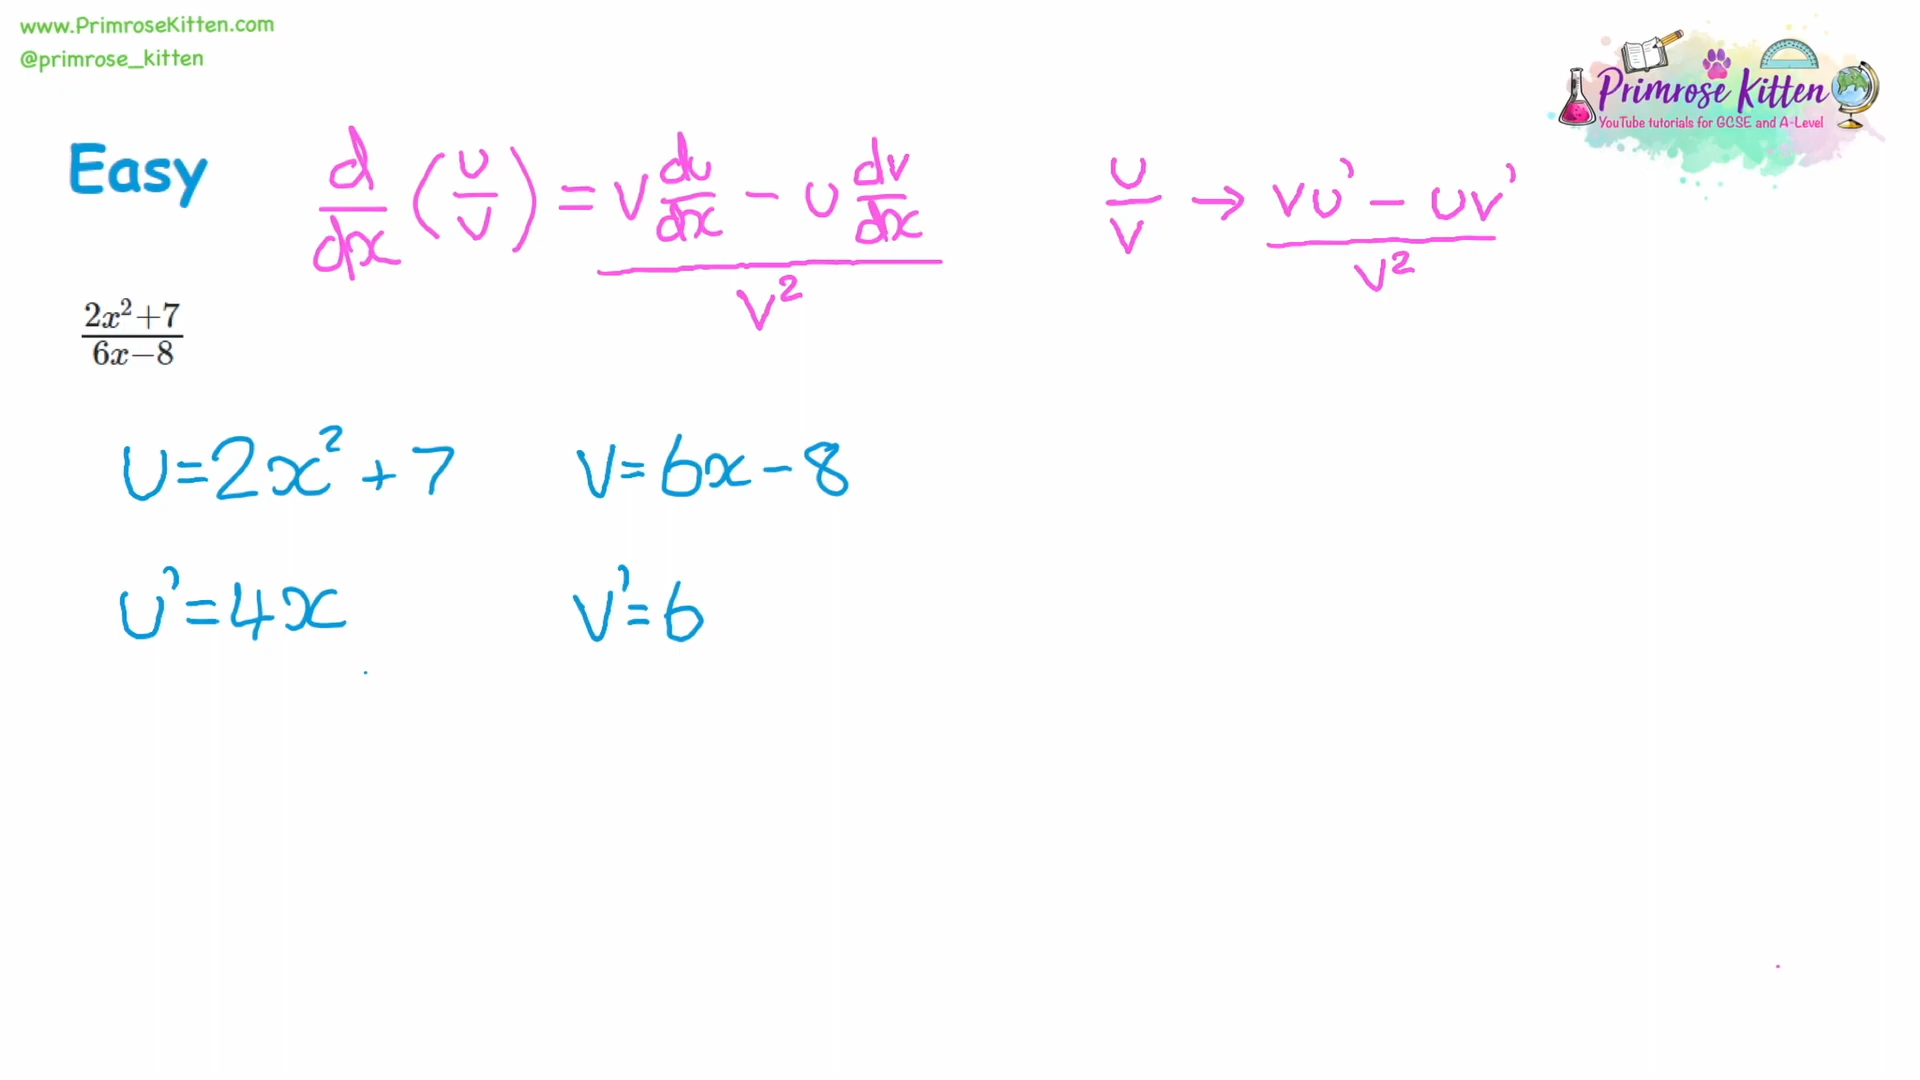 www.PrimroseKitten.com
@primrose_kitten
Primrose Kitten
YouTube tutorials for GCSE and A-Level
Easy
d/dx (u/v) = (v du/dx − u dv/dx)/v²
u/v → (vu' − uv')/v²
(2x²+7)/(6x−8)
u = 2x² + 7 v = 6x − 8
u' = 4x v' = 6